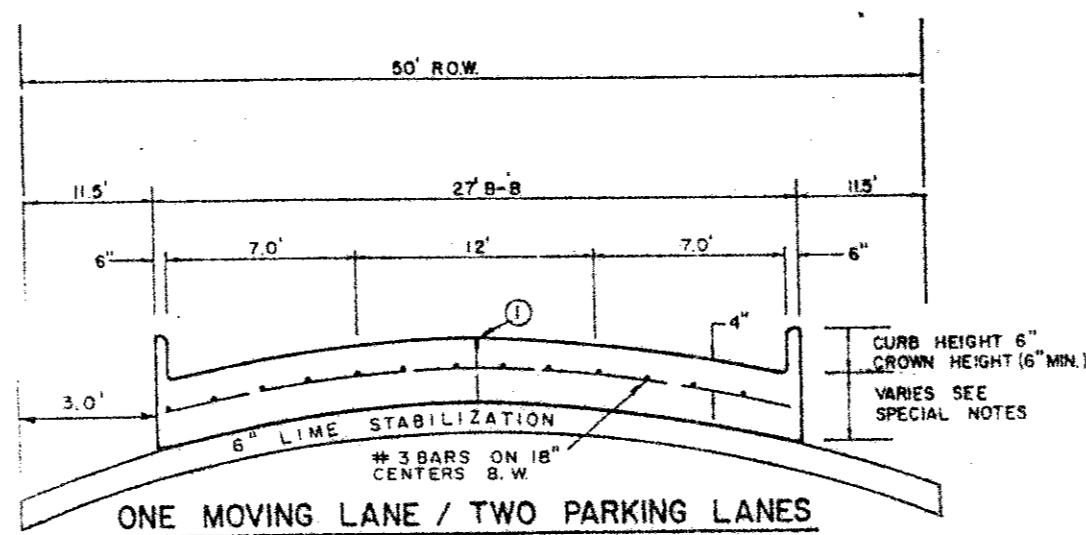 50' R.O.W.
11.5'
27' B-B
11.5'
6"
7.0'
12'
7.0'
6"
1
4"
CURB HEIGHT 6"
CROWN HEIGHT (6" MIN.)
3.0'
VARIES SEE
SPECIAL NOTES
6" LIME STABILIZATION
# 3 BARS ON 18"
CENTERS B. W.
ONE MOVING LANE / TWO PARKING LANES